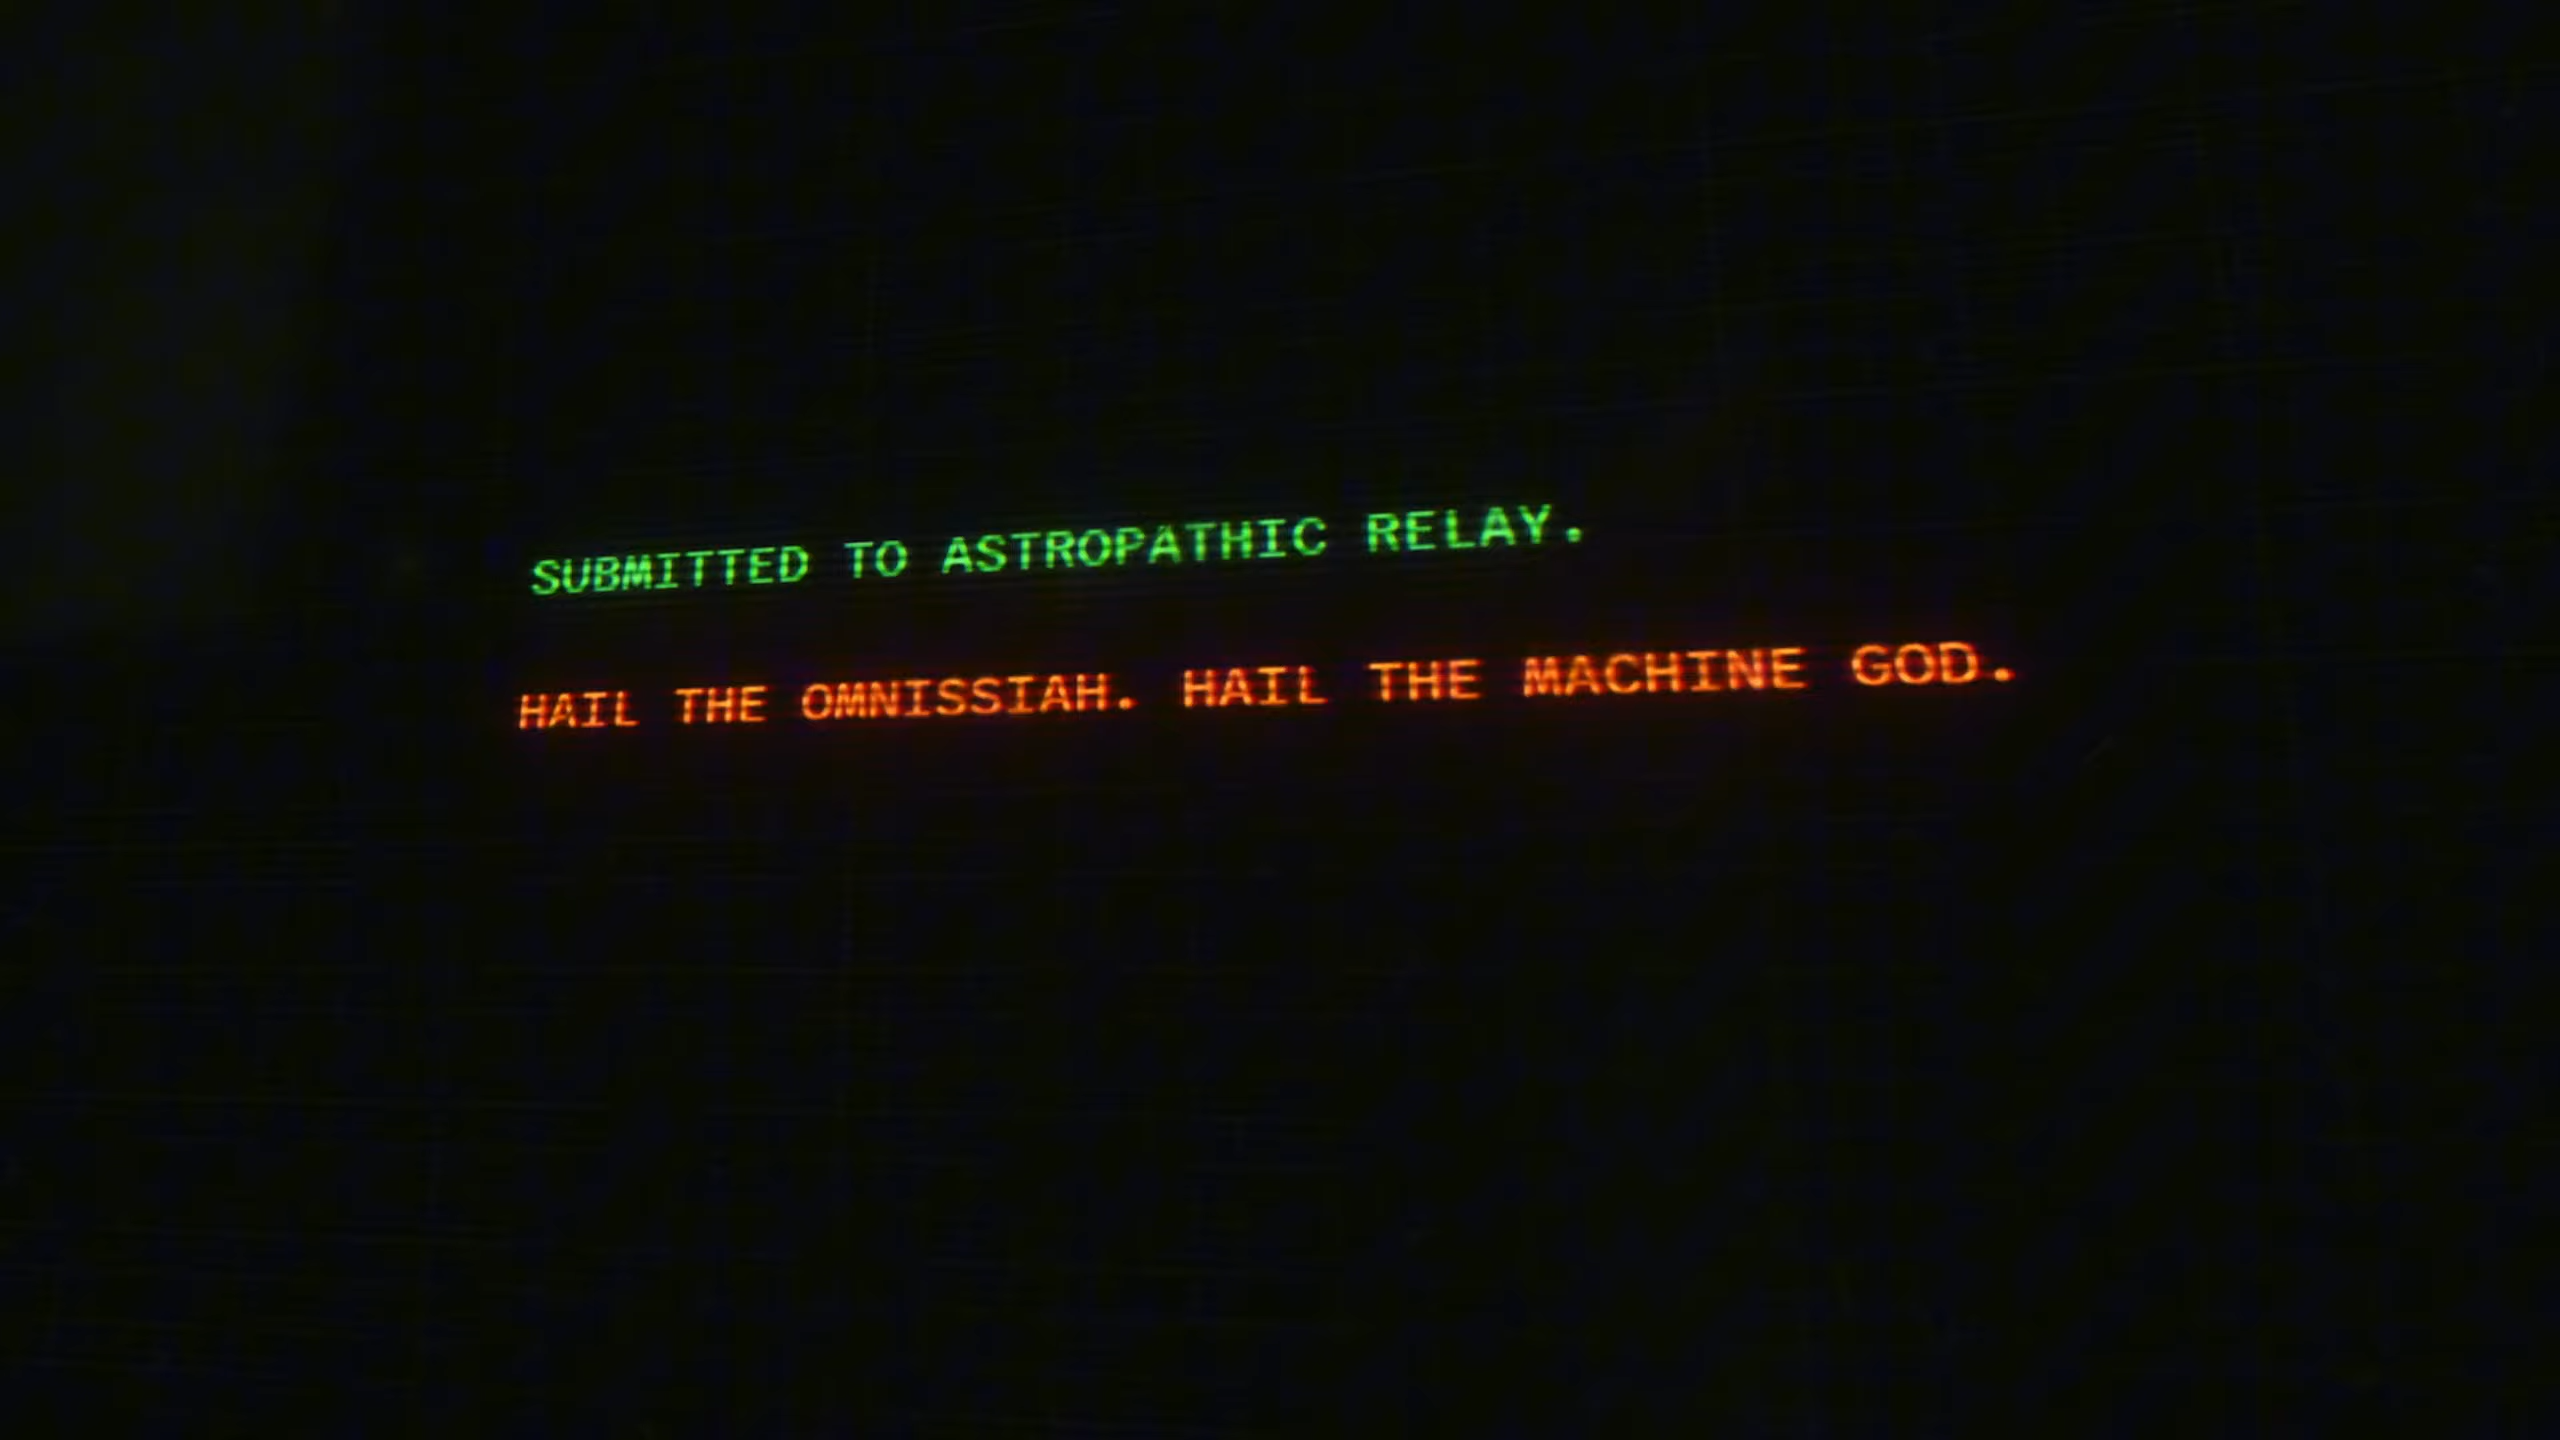 SUBMITTED TO ASTROPATHIC RELAY.
HAIL THE OMNISSIAH. HAIL THE MACHINE GOD.